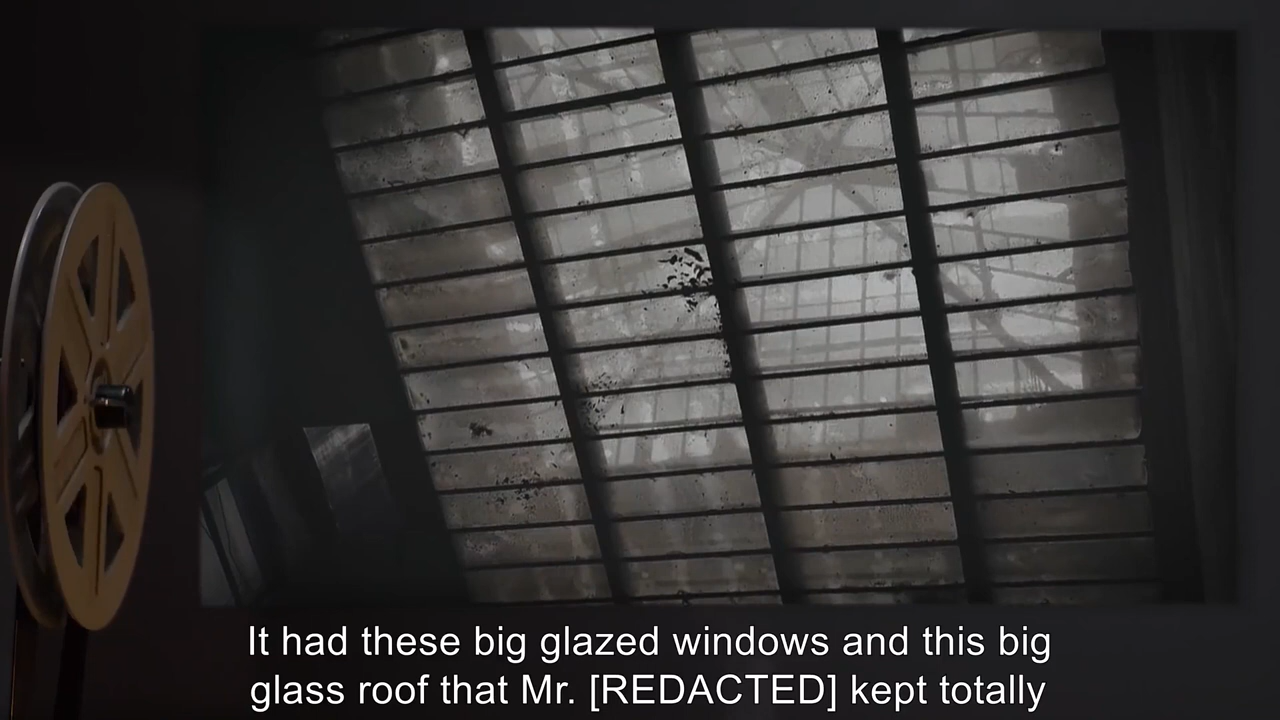 It had these big glazed windows and this big
glass roof that Mr. [REDACTED] kept totally